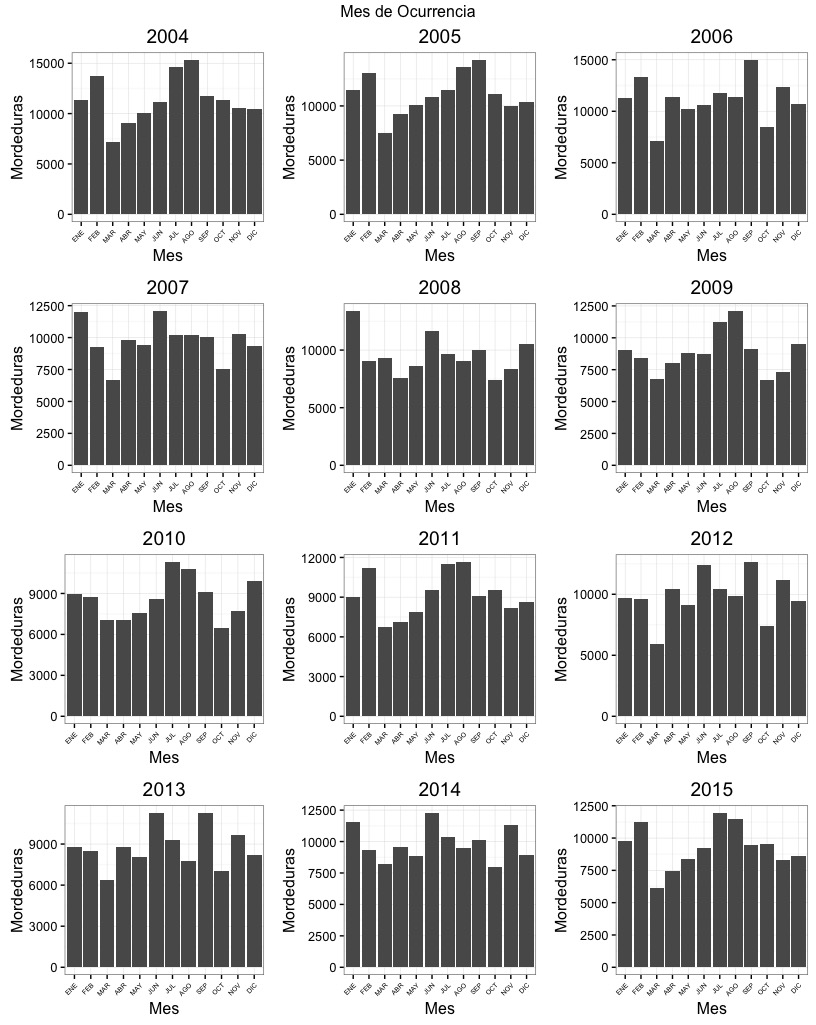 Mes de Ocurrencia
2004
Mordeduras
15000
10000
5000
0
ENE FEB MAR ABR MAY JUN JUL AGO SEP OCT NOV DIC
Mes
2005
Mordeduras
10000
5000
0
ENE FEB MAR ABR MAY JUN JUL AGO SEP OCT NOV DIC
Mes
2006
Mordeduras
15000
10000
5000
0
ENE FEB MAR ABR MAY JUN JUL AGO SEP OCT NOV DIC
Mes
2007
Mordeduras
12500
10000
7500
5000
2500
0
ENE FEB MAR ABR MAY JUN JUL AGO SEP OCT NOV DIC
Mes
2008
Mordeduras
10000
5000
0
ENE FEB MAR ABR MAY JUN JUL AGO SEP OCT NOV DIC
Mes
2009
Mordeduras
12500
10000
7500
5000
2500
0
ENE FEB MAR ABR MAY JUN JUL AGO SEP OCT NOV DIC
Mes
2010
Mordeduras
9000
6000
3000
0
ENE FEB MAR ABR MAY JUN JUL AGO SEP OCT NOV DIC
Mes
2011
Mordeduras
12000
9000
6000
3000
0
ENE FEB MAR ABR MAY JUN JUL AGO SEP OCT NOV DIC
Mes
2012
Mordeduras
10000
5000
0
ENE FEB MAR ABR MAY JUN JUL AGO SEP OCT NOV DIC
Mes
2013
Mordeduras
9000
6000
3000
0
ENE FEB MAR ABR MAY JUN JUL AGO SEP OCT NOV DIC
Mes
2014
Mordeduras
12500
10000
7500
5000
2500
0
ENE FEB MAR ABR MAY JUN JUL AGO SEP OCT NOV DIC
Mes
2015
Mordeduras
12500
10000
7500
5000
2500
0
ENE FEB MAR ABR MAY JUN JUL AGO SEP OCT NOV DIC
Mes